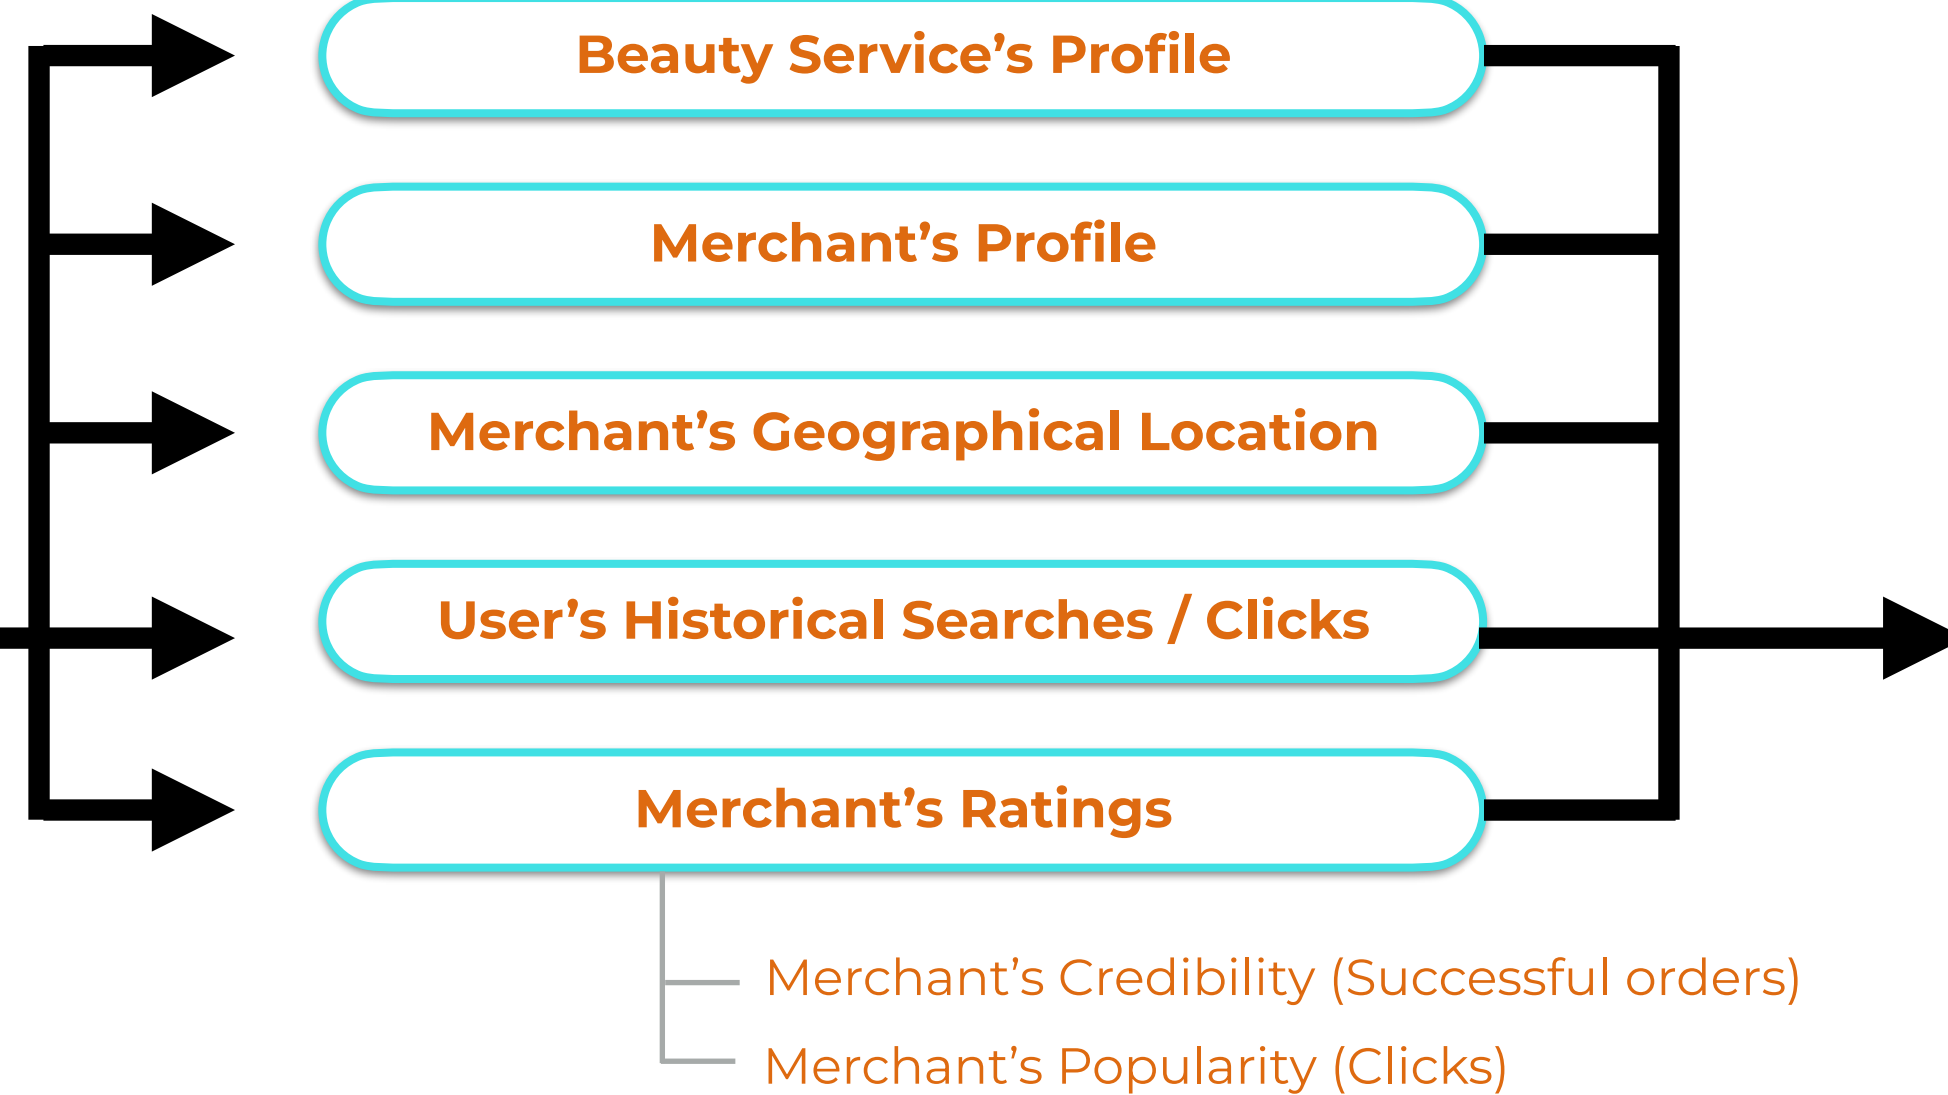 Beauty Service’s Profile
Merchant’s Profile
Merchant’s Geographical Location
User’s Historical Searches / Clicks
Merchant’s Ratings
Merchant’s Credibility (Successful orders)
Merchant’s Popularity (Clicks)